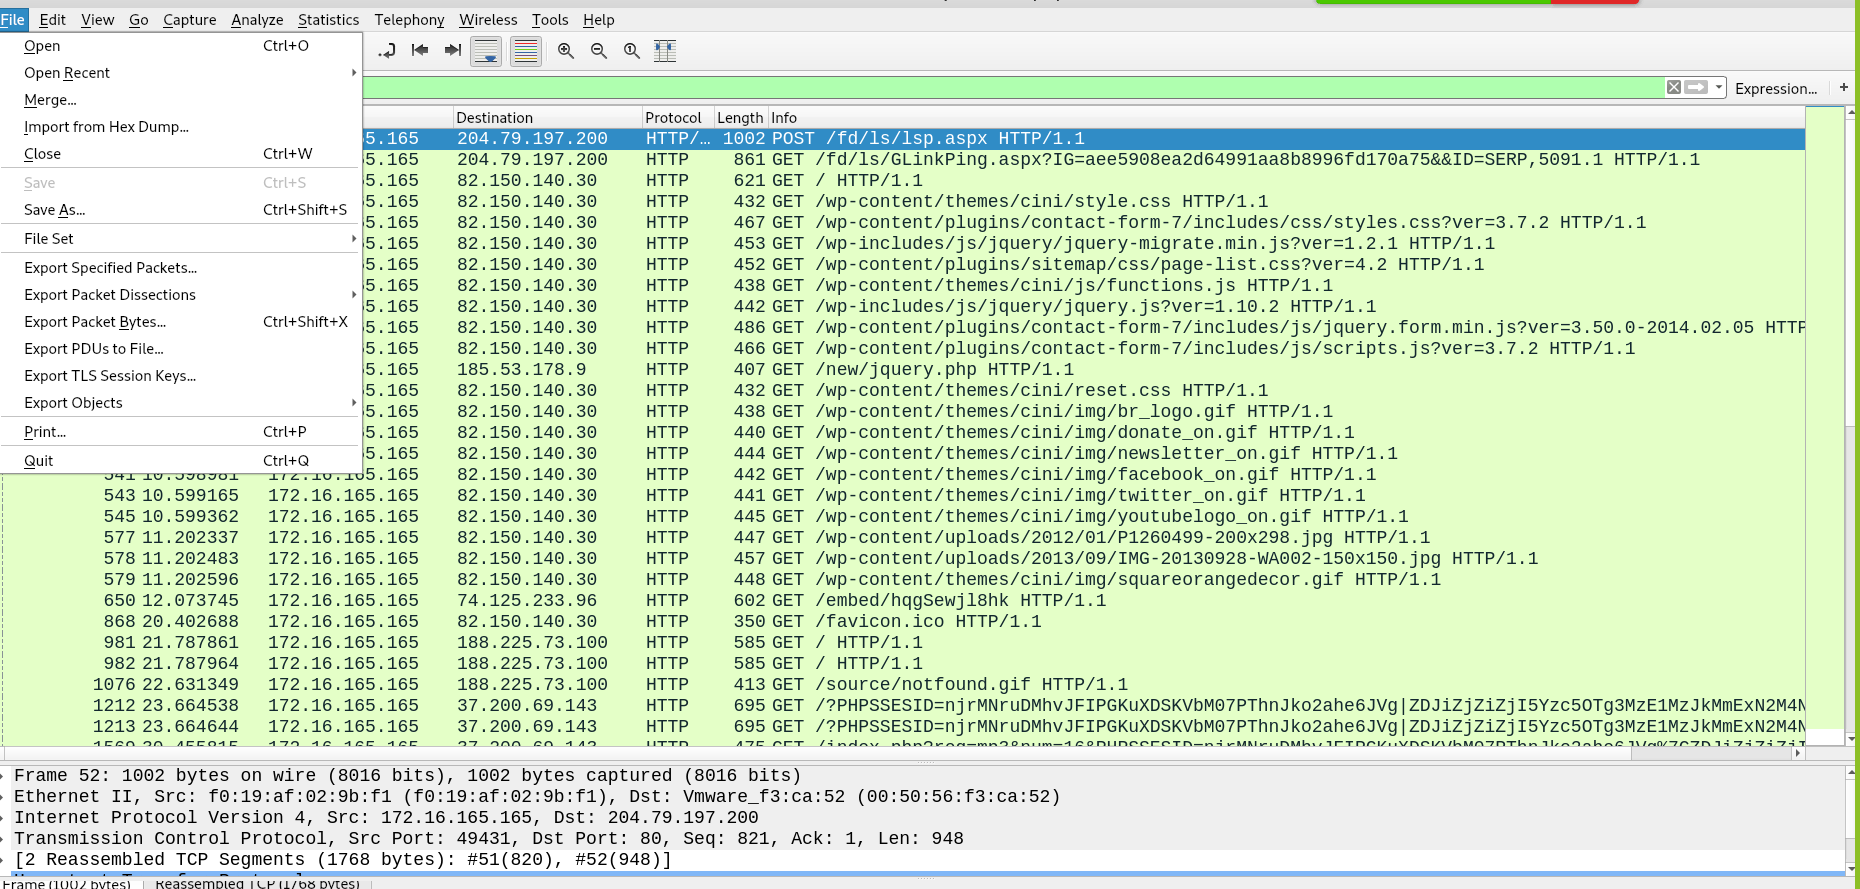 File Edit View Go Capture Analyze Statistics Telephony Wireless Tools Help
Open Ctrl+O
Open Recent
Merge...
Import from Hex Dump...
Close Ctrl+W
Save Ctrl+S
Save As... Ctrl+Shift+S
File Set
Export Specified Packets...
Export Packet Dissections
Export Packet Bytes... Ctrl+Shift+X
Export PDUs to File...
Export TLS Session Keys...
Export Objects
Print... Ctrl+P
Quit Ctrl+Q
Expression... +
Destination Protocol Length Info
5.165 204.79.197.200 HTTP/... 1002 POST /fd/ls/lsp.aspx HTTP/1.1
5.165 204.79.197.200 HTTP 861 GET /fd/ls/GLinkPing.aspx?IG=aee5908ea2d64991aa8b8996fd170a75&&ID=SERP,5091.1 HTTP/1.1
5.165 82.150.140.30 HTTP 621 GET / HTTP/1.1
5.165 82.150.140.30 HTTP 432 GET /wp-content/themes/cini/style.css HTTP/1.1
5.165 82.150.140.30 HTTP 467 GET /wp-content/plugins/contact-form-7/includes/css/styles.css?ver=3.7.2 HTTP/1.1
5.165 82.150.140.30 HTTP 453 GET /wp-includes/js/jquery/jquery-migrate.min.js?ver=1.2.1 HTTP/1.1
5.165 82.150.140.30 HTTP 452 GET /wp-content/plugins/sitemap/css/page-list.css?ver=4.2 HTTP/1.1
5.165 82.150.140.30 HTTP 438 GET /wp-content/themes/cini/js/functions.js HTTP/1.1
5.165 82.150.140.30 HTTP 442 GET /wp-includes/js/jquery/jquery.js?ver=1.10.2 HTTP/1.1
5.165 82.150.140.30 HTTP 486 GET /wp-content/plugins/contact-form-7/includes/js/jquery.form.min.js?ver=3.50.0-2014.02.05 HTTP
5.165 82.150.140.30 HTTP 466 GET /wp-content/plugins/contact-form-7/includes/js/scripts.js?ver=3.7.2 HTTP/1.1
5.165 185.53.178.9 HTTP 407 GET /new/jquery.php HTTP/1.1
5.165 82.150.140.30 HTTP 432 GET /wp-content/themes/cini/reset.css HTTP/1.1
5.165 82.150.140.30 HTTP 438 GET /wp-content/themes/cini/img/br_logo.gif HTTP/1.1
5.165 82.150.140.30 HTTP 440 GET /wp-content/themes/cini/img/donate_on.gif HTTP/1.1
5.165 82.150.140.30 HTTP 444 GET /wp-content/themes/cini/img/newsletter_on.gif HTTP/1.1
541 10.598981 172.16.165.165 82.150.140.30 HTTP 442 GET /wp-content/themes/cini/img/facebook_on.gif HTTP/1.1
543 10.599165 172.16.165.165 82.150.140.30 HTTP 441 GET /wp-content/themes/cini/img/twitter_on.gif HTTP/1.1
545 10.599362 172.16.165.165 82.150.140.30 HTTP 445 GET /wp-content/themes/cini/img/youtubelogo_on.gif HTTP/1.1
577 11.202337 172.16.165.165 82.150.140.30 HTTP 447 GET /wp-content/uploads/2012/01/P1260499-200x298.jpg HTTP/1.1
578 11.202483 172.16.165.165 82.150.140.30 HTTP 457 GET /wp-content/uploads/2013/09/IMG-20130928-WA002-150x150.jpg HTTP/1.1
579 11.202596 172.16.165.165 82.150.140.30 HTTP 448 GET /wp-content/themes/cini/img/squareorangedecor.gif HTTP/1.1
650 12.073745 172.16.165.165 74.125.233.96 HTTP 602 GET /embed/hqgSewjl8hk HTTP/1.1
868 20.402688 172.16.165.165 82.150.140.30 HTTP 350 GET /favicon.ico HTTP/1.1
981 21.787861 172.16.165.165 188.225.73.100 HTTP 585 GET / HTTP/1.1
982 21.787964 172.16.165.165 188.225.73.100 HTTP 585 GET / HTTP/1.1
1076 22.631349 172.16.165.165 188.225.73.100 HTTP 413 GET /source/notfound.gif HTTP/1.1
1212 23.664538 172.16.165.165 37.200.69.143 HTTP 695 GET /?PHPSSESID=njrMNruDMhvJFIPGKuXDSKVbM07PThnJko2ahe6JVg|ZDJiZjZiZjI5Yzc5OTg3MzE1MzJkMmExN2M4N
1213 23.664644 172.16.165.165 37.200.69.143 HTTP 695 GET /?PHPSSESID=njrMNruDMhvJFIPGKuXDSKVbM07PThnJko2ahe6JVg|ZDJiZjZiZjI5Yzc5OTg3MzE1MzJkMmExN2M4N
172.16.165.165 37.200.69.143 HTTP
Frame 52: 1002 bytes on wire (8016 bits), 1002 bytes captured (8016 bits)
Ethernet II, Src: f0:19:af:02:9b:f1 (f0:19:af:02:9b:f1), Dst: Vmware_f3:ca:52 (00:50:56:f3:ca:52)
Internet Protocol Version 4, Src: 172.16.165.165, Dst: 204.79.197.200
Transmission Control Protocol, Src Port: 49431, Dst Port: 80, Seq: 821, Ack: 1, Len: 948
[2 Reassembled TCP Segments (1768 bytes): #51(820), #52(948)]
Frame (1002 bytes) Reassembled TCP (1768 bytes)